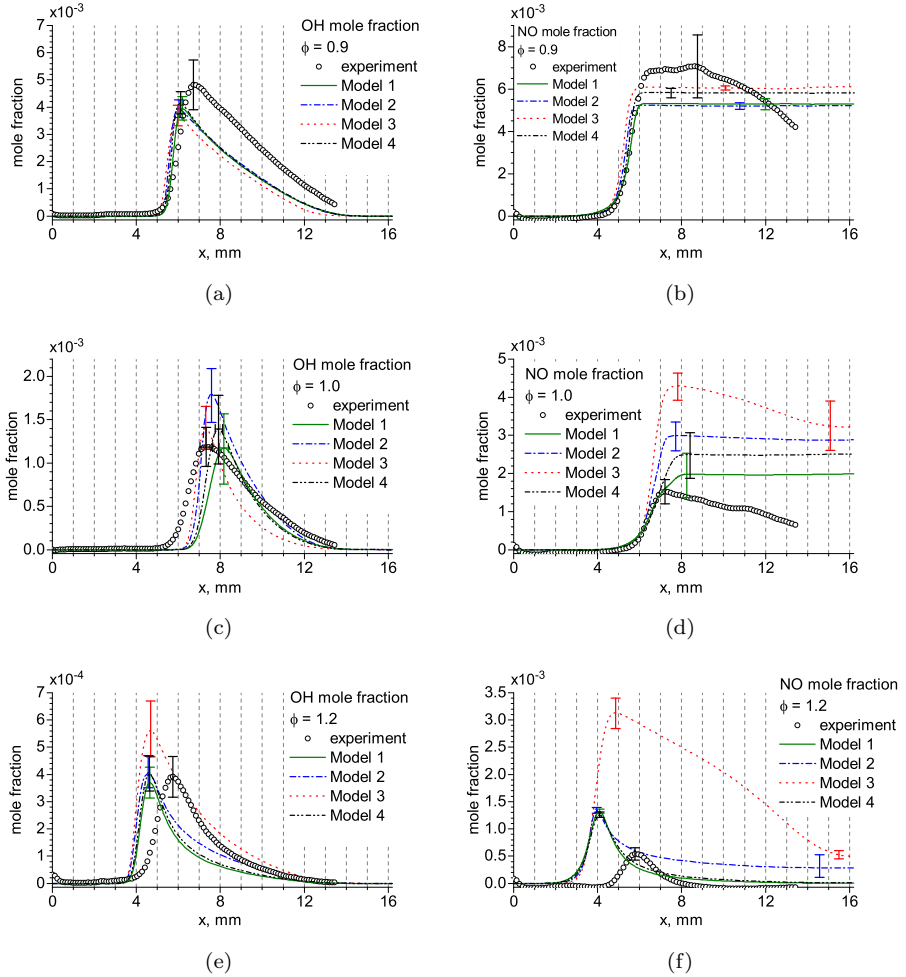 x10⁻³
OH mole fraction
ϕ = 0.9
experiment
Model 1
Model 2
Model 3
Model 4
mole fraction
7
6
5
4
3
2
1
0
0 4 8 12 16
x, mm
(a)
x10⁻³
NO mole fraction
ϕ = 0.9
experiment
Model 1
Model 2
Model 3
Model 4
mole fraction
8
6
4
2
0
0 4 8 12 16
x, mm
(b)
x10⁻³
OH mole fraction
ϕ = 1.0
experiment
Model 1
Model 2
Model 3
Model 4
mole fraction
2.0
1.5
1.0
0.5
0.0
0 4 8 12 16
x, mm
(c)
x10⁻³
NO mole fraction
ϕ = 1.0
experiment
Model 1
Model 2
Model 3
Model 4
mole fraction
5
4
3
2
1
0
0 4 8 12 16
x, mm
(d)
x10⁻⁴
OH mole fraction
ϕ = 1.2
experiment
Model 1
Model 2
Model 3
Model 4
mole fraction
7
6
5
4
3
2
1
0
0 4 8 12 16
x, mm
(e)
x10⁻³
NO mole fraction
ϕ = 1.2
experiment
Model 1
Model 2
Model 3
Model 4
mole fraction
3.5
3.0
2.5
2.0
1.5
1.0
0.5
0.0
0 4 8 12 16
x, mm
(f)